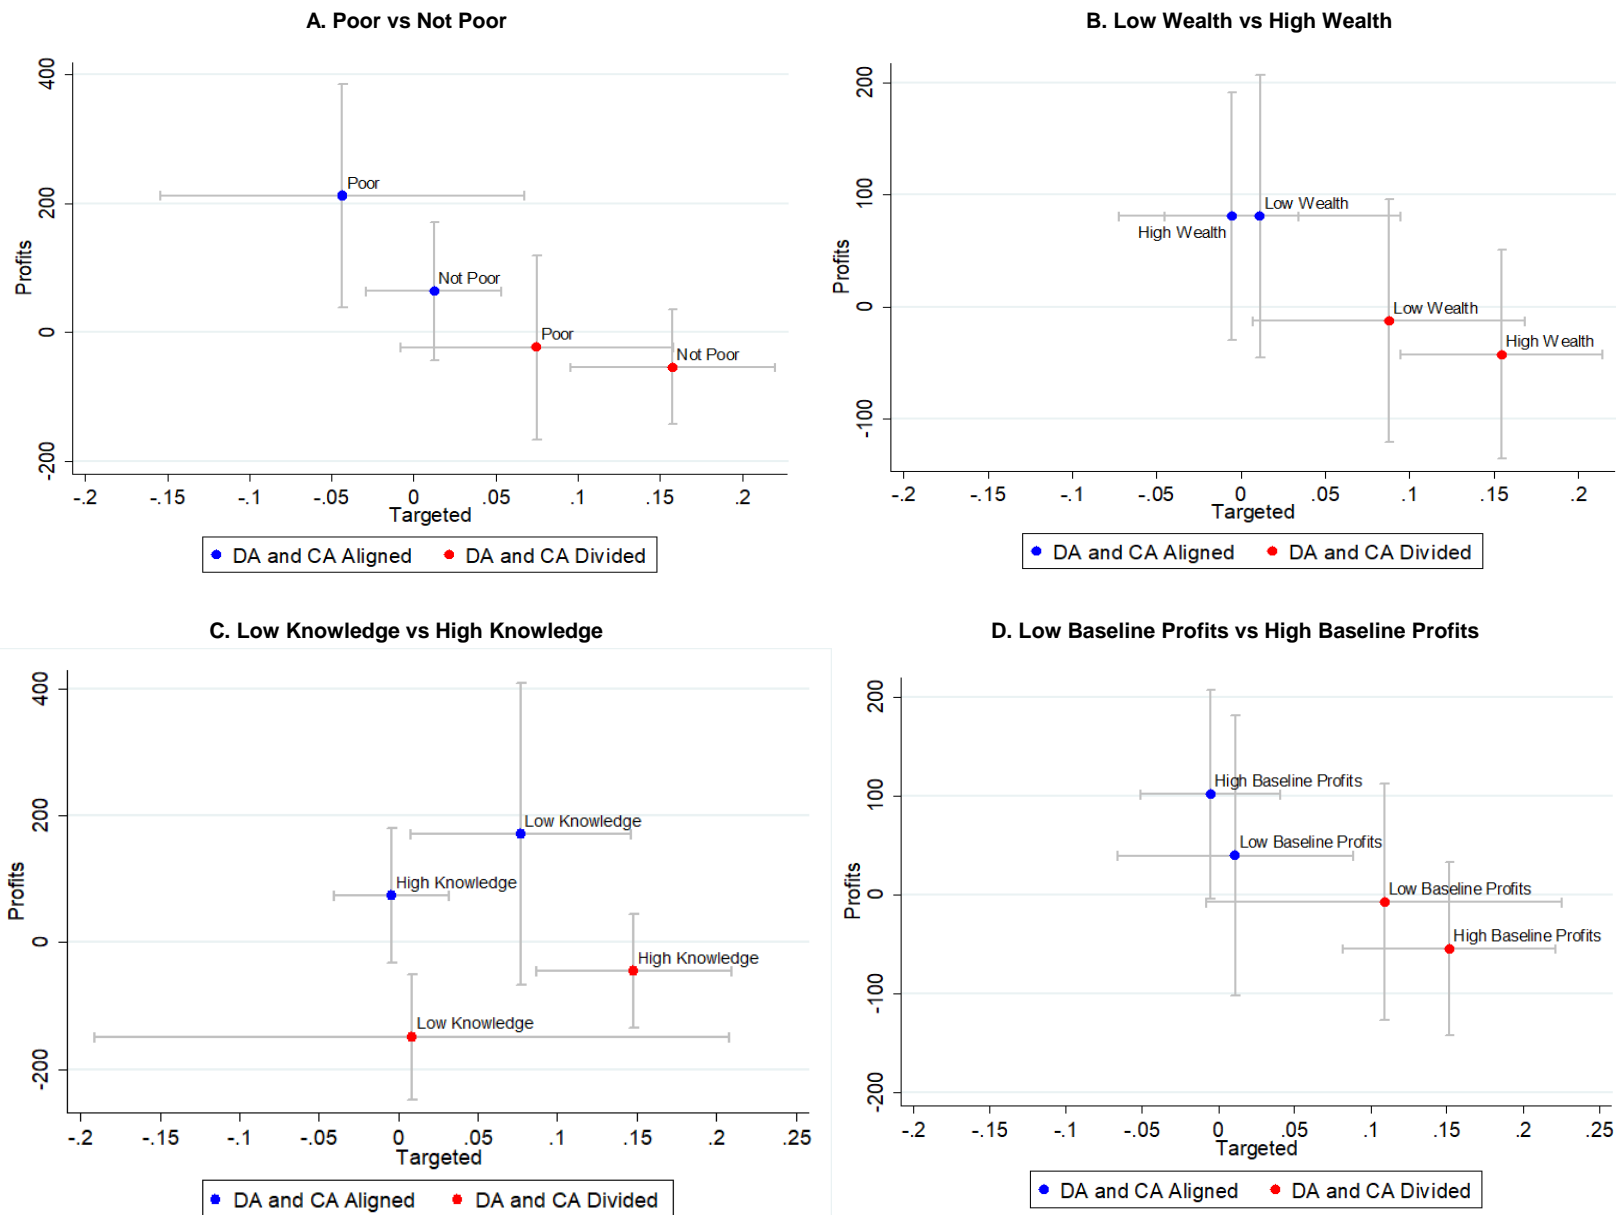 A. Poor vs Not Poor
400
200
0
-200
Profits
Poor
Not Poor
Poor
Not Poor
-.2 -.15 -.1 -.05 0 .05 .1 .15 .2
Targeted
DA and CA Aligned DA and CA Divided
B. Low Wealth vs High Wealth
200
100
0
-100
Profits
Low Wealth
High Wealth
Low Wealth
High Wealth
-.2 -.15 -.1 -.05 0 .05 .1 .15 .2
Targeted
DA and CA Aligned DA and CA Divided
C. Low Knowledge vs High Knowledge
400
200
0
-200
Profits
Low Knowledge
High Knowledge
High Knowledge
Low Knowledge
-.2 -.15 -.1 -.05 0 .05 .1 .15 .2 .25
Targeted
DA and CA Aligned DA and CA Divided
D. Low Baseline Profits vs High Baseline Profits
200
100
0
-100
-200
Profits
High Baseline Profits
Low Baseline Profits
Low Baseline Profits
High Baseline Profits
-.2 -.15 -.1 -.05 0 .05 .1 .15 .2 .25
Targeted
DA and CA Aligned DA and CA Divided